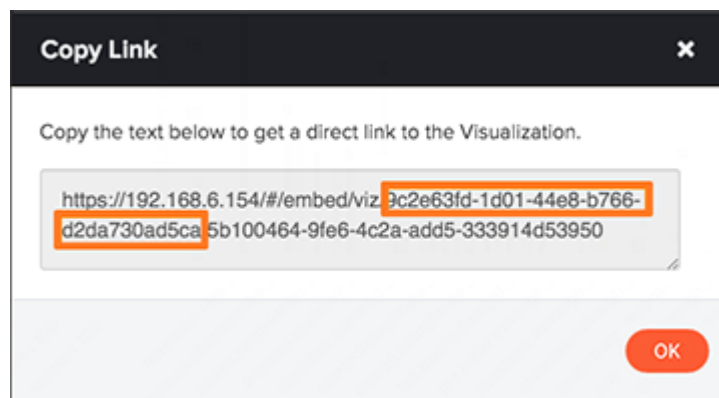 Copy Link
Copy the text below to get a direct link to the Visualization.
https://192.168.6.154/#/embed/viz/9c2e63fd-1d01-44e8-b766-
d2da730ad5ca/5b100464-9fe6-4c2a-add5-333914d53950
OK